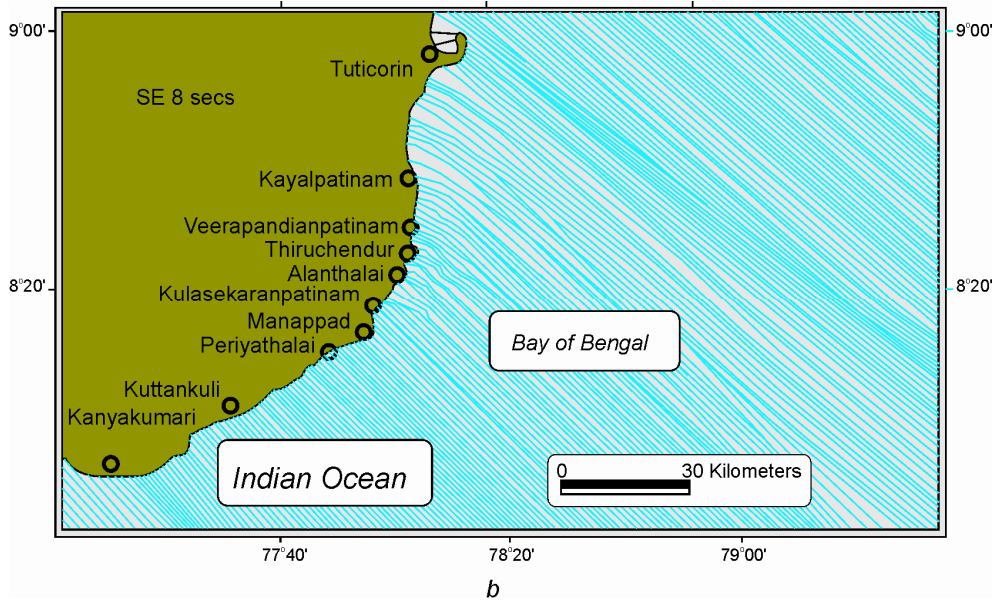 9°00'
9°00'
Tuticorin
SE 8 secs
Kayalpatinam
Veerapandianpatinam
Thiruchendur
Alanthalai
8°20'
8°20'
Kulasekaranpatinam
Manappad
Periyathalai
Bay of Bengal
Kuttankuli
Kanyakumari
Indian Ocean
0 30 Kilometers
77°40'
78°20'
79°00'
b